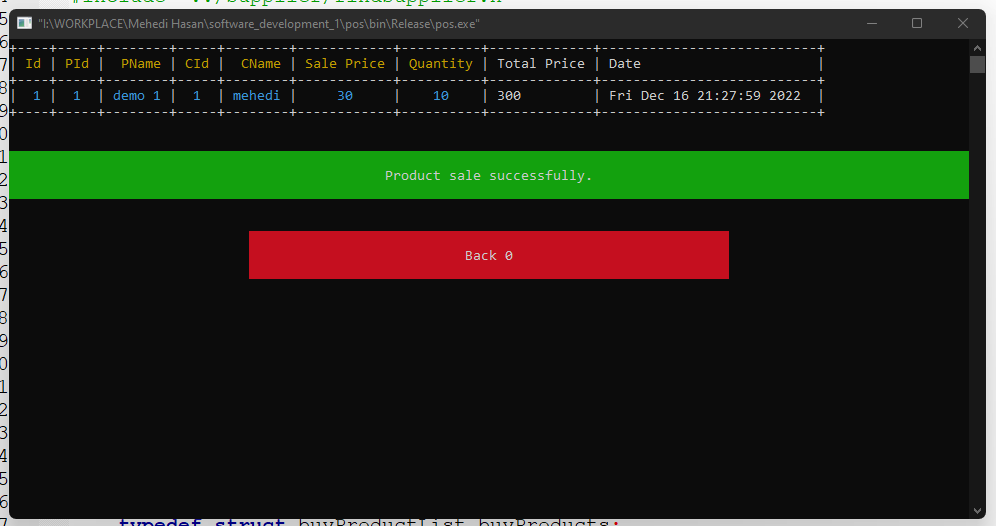 "I:\WORKPLACE\Mehedi Hasan\software_development_1\pos\bin\Release\pos.exe"
+----+-----+--------+-----+--------+------------+----------+-------------+---------------------------+
| Id | PId | PName | CId | CName | Sale Price | Quantity | Total Price | Date |
+----+-----+--------+-----+--------+------------+----------+-------------+---------------------------+
| 1 | 1 | demo 1 | 1 | mehedi | 30 | 10 | 300 | Fri Dec 16 21:27:59 2022 |
+----+-----+--------+-----+--------+------------+----------+-------------+---------------------------+
Product sale successfully.
Back 0
typedef struct buyProductList buyProducts;